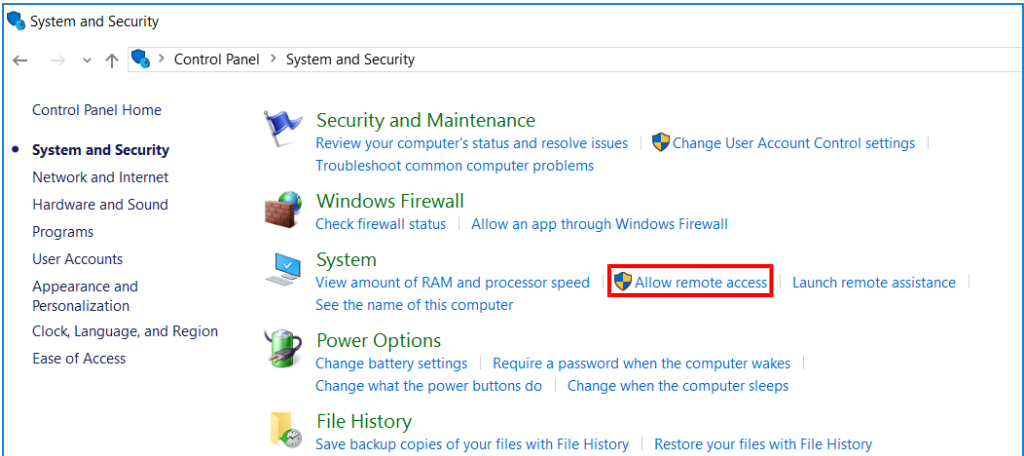 System and Security
Control Panel > System and Security
Control Panel Home
System and Security
Network and Internet
Hardware and Sound
Programs
User Accounts
Appearance and
Personalization
Clock, Language, and Region
Ease of Access
Security and Maintenance
Review your computer's status and resolve issues | Change User Account Control settings |
Troubleshoot common computer problems
Windows Firewall
Check firewall status | Allow an app through Windows Firewall
System
View amount of RAM and processor speed | Allow remote access | Launch remote assistance |
See the name of this computer
Power Options
Change battery settings | Require a password when the computer wakes |
Change what the power buttons do | Change when the computer sleeps
File History
Save backup copies of your files with File History | Restore your files with File History